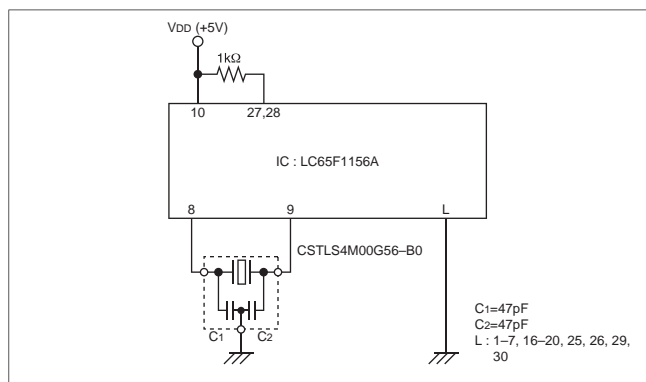 VDD (+5V)
1kΩ
10
27,28
IC : LC65F1156A
8
9
L
CSTLS4M00G56–B0
C1
C2
C1=47pF
C2=47pF
L : 1–7, 16–20, 25, 26, 29,
30